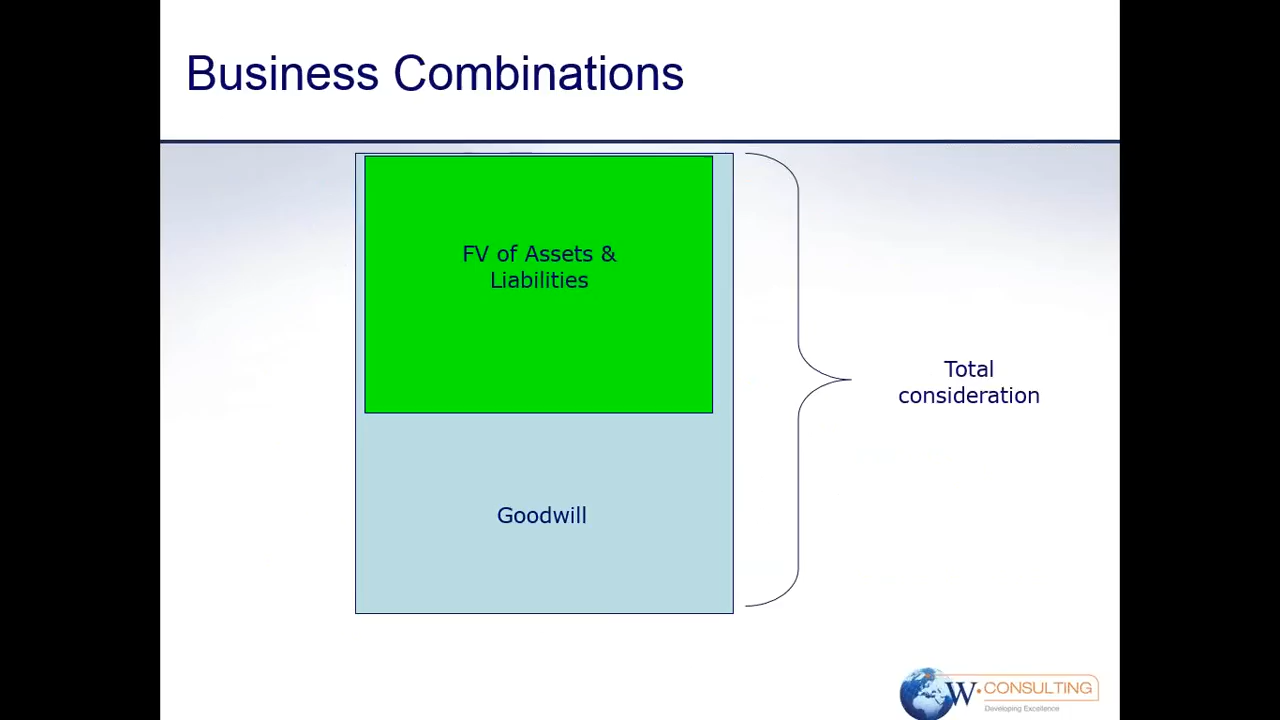 Business Combinations
FV of Assets &
Liabilities
Total
consideration
Goodwill
W.CONSULTING
Developing Excellence